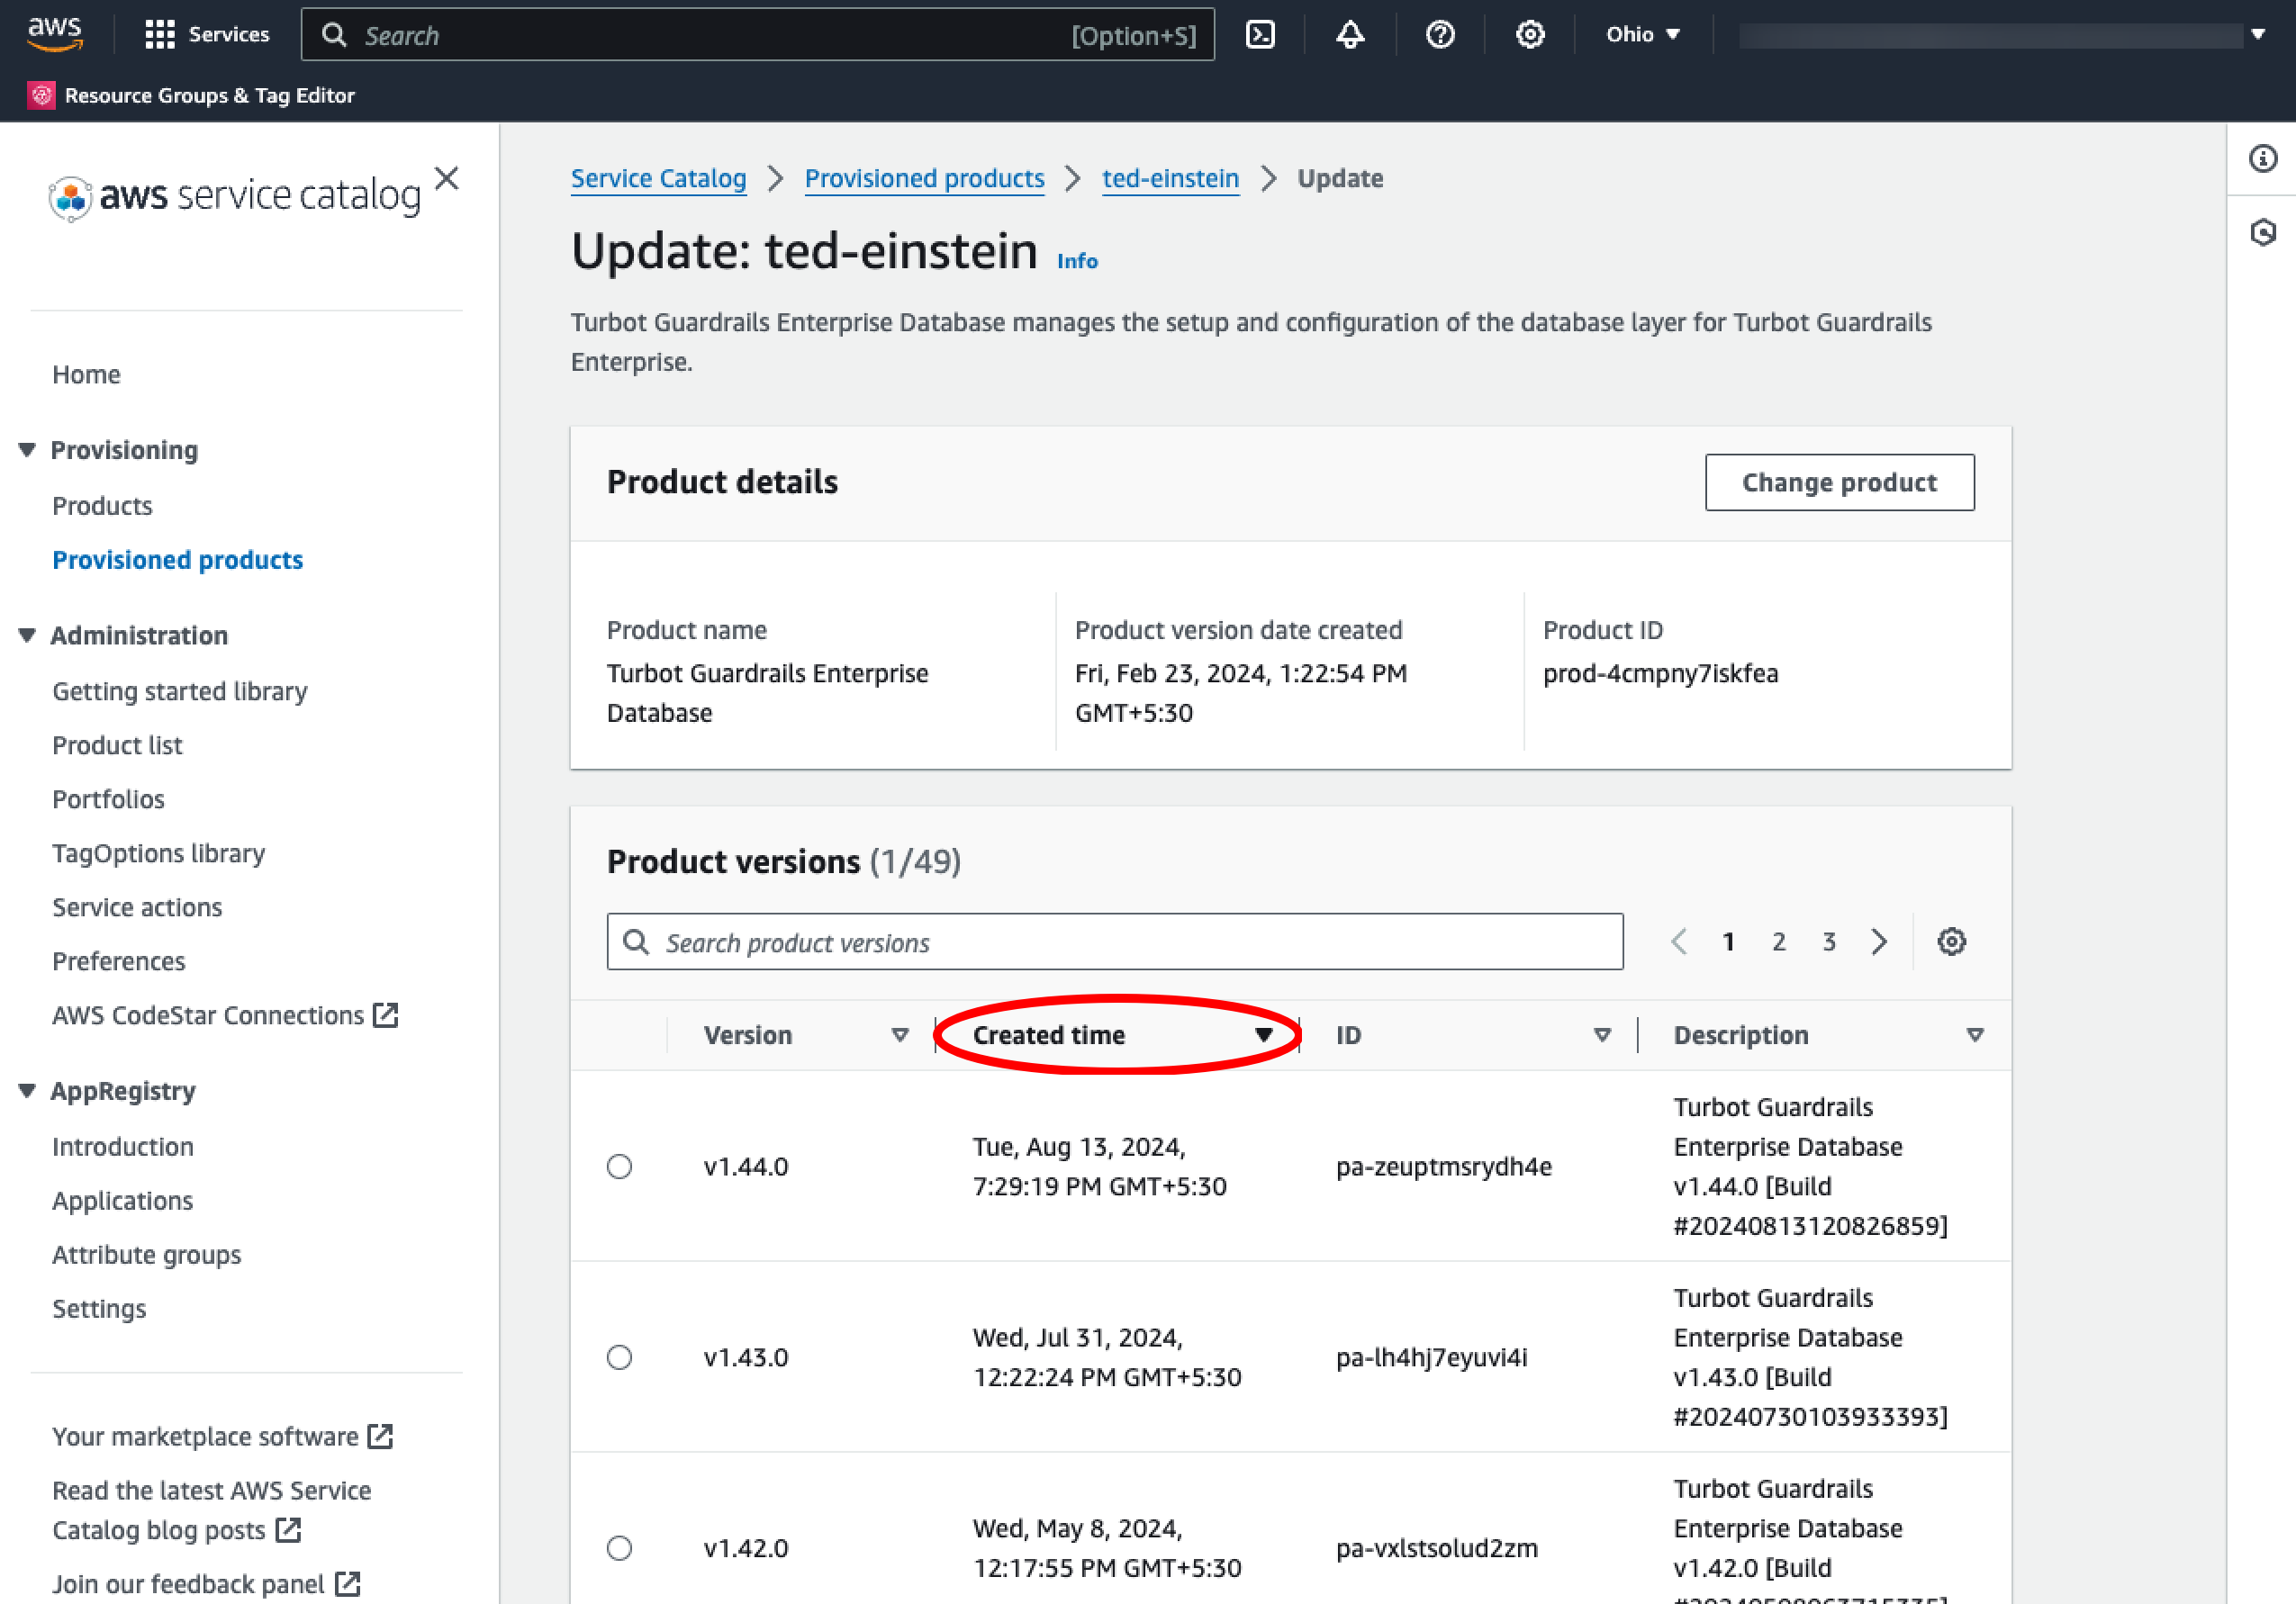 aws
Services
Search
[Option+S]
Ohio
Resource Groups & Tag Editor
aws service catalog
Home
Provisioning
Products
Provisioned products
Administration
Getting started library
Product list
Portfolios
TagOptions library
Service actions
Preferences
AWS CodeStar Connections
AppRegistry
Introduction
Applications
Attribute groups
Settings
Your marketplace software
Read the latest AWS Service
Catalog blog posts
Join our feedback panel
Service Catalog
Provisioned products
ted-einstein
Update
Update: ted-einstein Info
Turbot Guardrails Enterprise Database manages the setup and configuration of the database layer for Turbot Guardrails
Enterprise.
Product details
Change product
Product name
Turbot Guardrails Enterprise
Database
Product version date created
Fri, Feb 23, 2024, 1:22:54 PM
GMT+5:30
Product ID
prod-4cmpny7iskfea
Product versions (1/49)
Search product versions
1 2 3
Version
Created time
ID
Description
v1.44.0
Tue, Aug 13, 2024,
7:29:19 PM GMT+5:30
pa-zeuptmsrydh4e
Turbot Guardrails
Enterprise Database
v1.44.0 [Build
#20240813120826859]
v1.43.0
Wed, Jul 31, 2024,
12:22:24 PM GMT+5:30
pa-lh4hj7eyuvi4i
Turbot Guardrails
Enterprise Database
v1.43.0 [Build
#20240730103933393]
v1.42.0
Wed, May 8, 2024,
12:17:55 PM GMT+5:30
pa-vxlstsolud2zm
Turbot Guardrails
Enterprise Database
v1.42.0 [Build